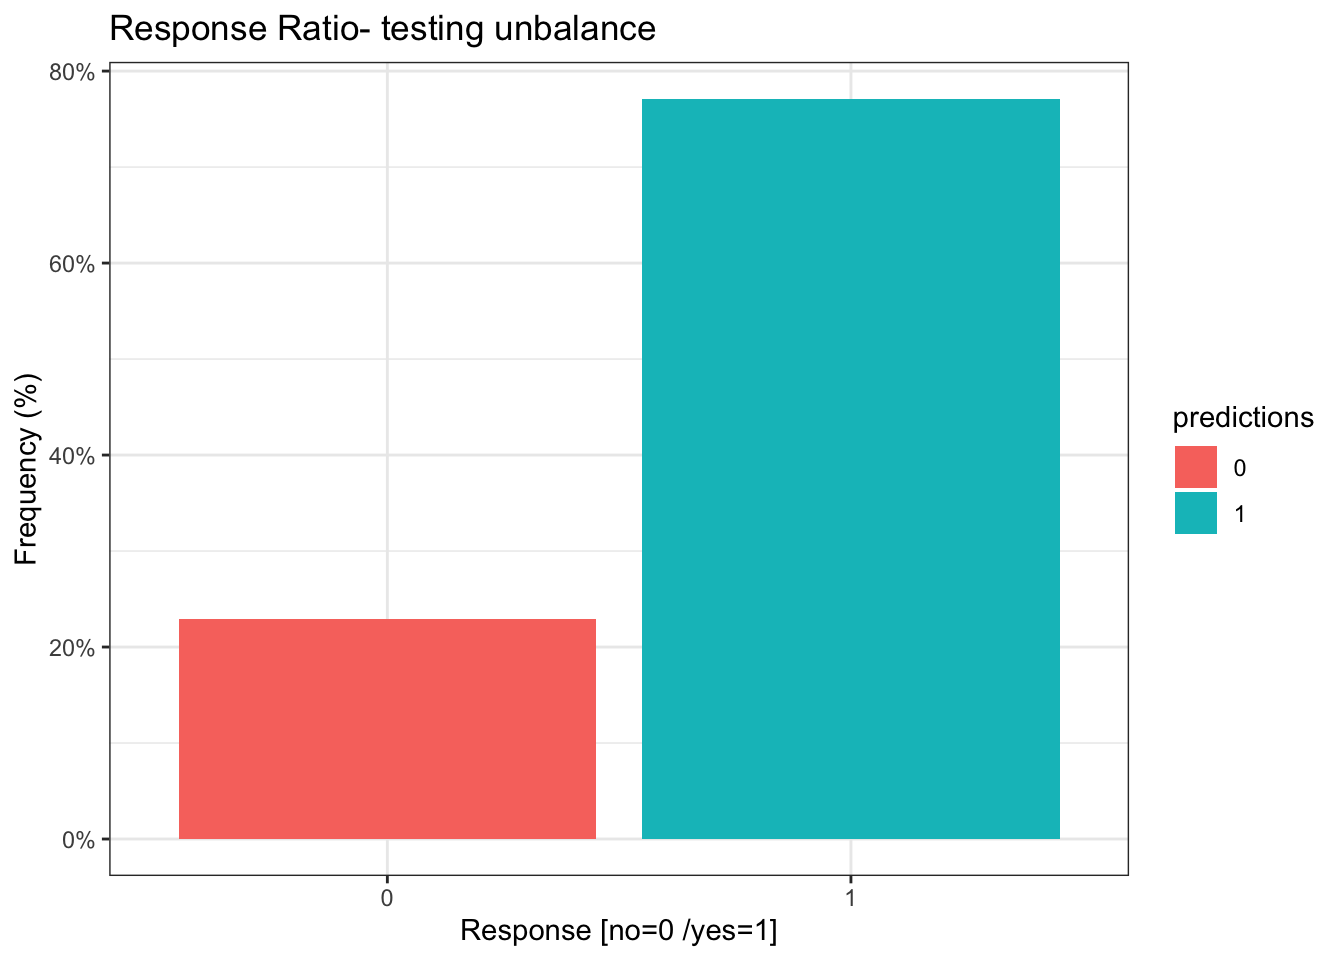 Response Ratio- testing unbalance
80%
60%
40%
20%
0%
Frequency (%)
0
1
Response [no=0 /yes=1]
predictions
0
1